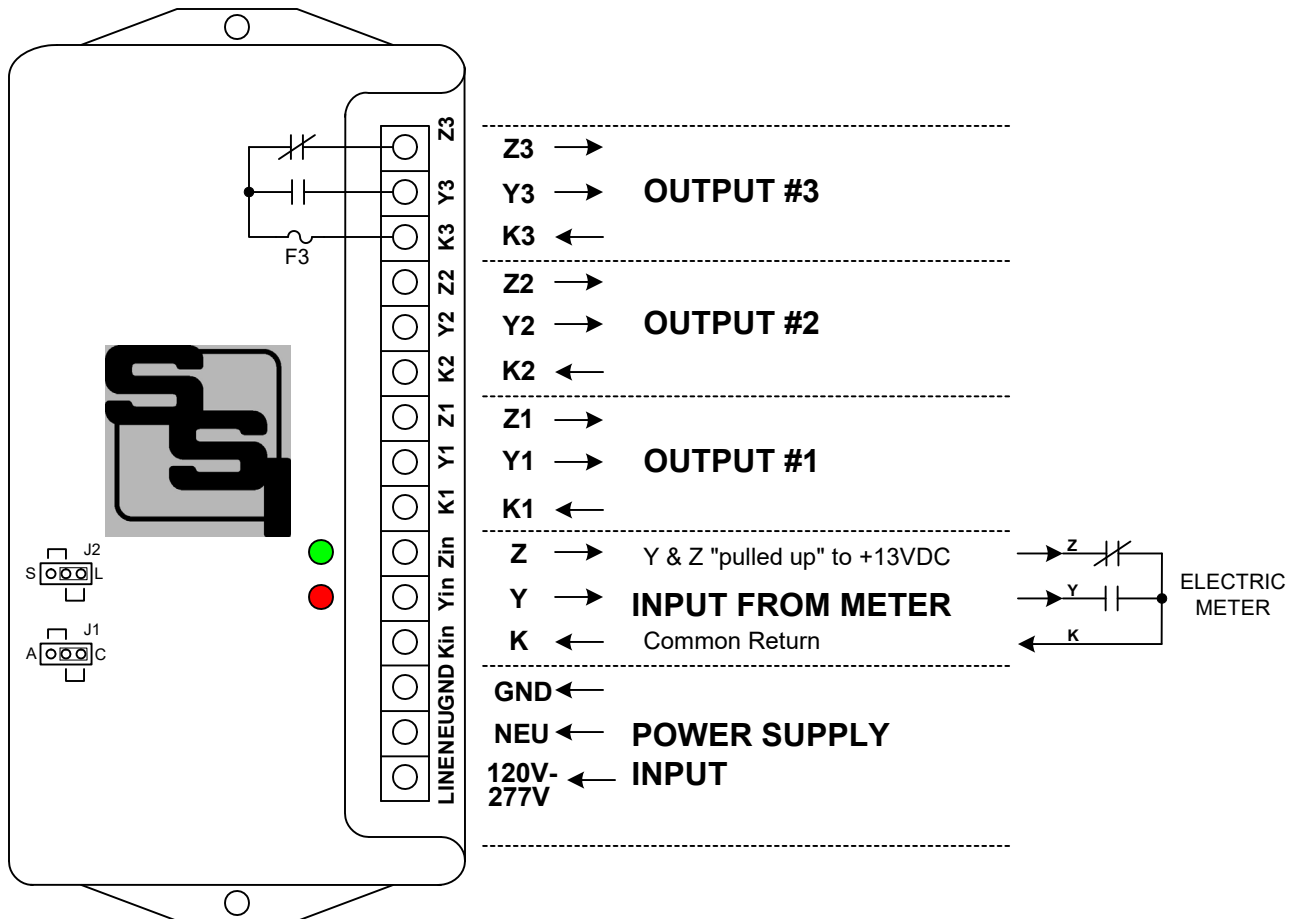 Z3
Y3
K3
F3
Z2
Y2
K2
Z1
Y1
K1
Zin
Yin
Kin
GND
NEU
LINE
SSI
J2
S L
J1
A C
Z3
Y3 OUTPUT #3
K3
Z2
Y2 OUTPUT #2
K2
Z1
Y1 OUTPUT #1
K1
Z Y & Z "pulled up" to +13VDC
Y INPUT FROM METER
K Common Return
GND
NEU POWER SUPPLY
120V- INPUT
277V
Z
Y
K
ELECTRIC
METER